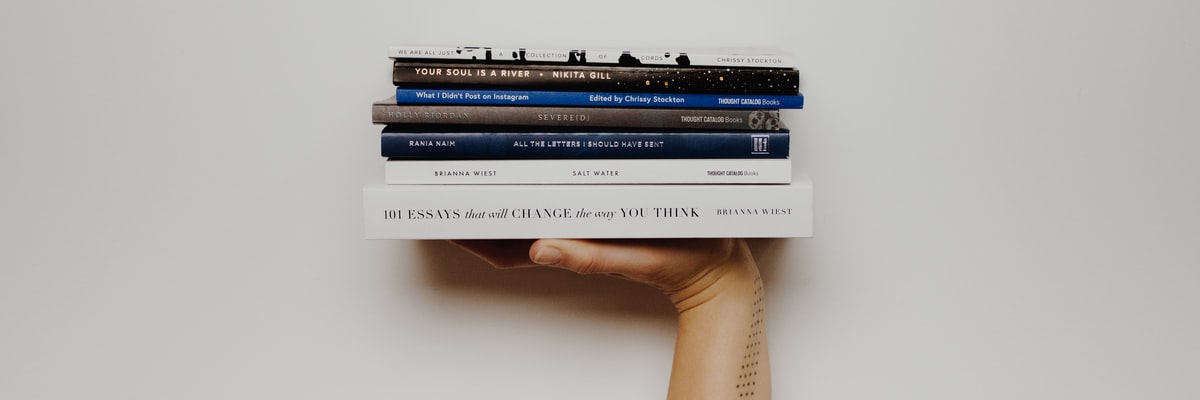 WE ARE ALL JUST A COLLECTION OF CORDS CHRISSY STOCKTON
YOUR SOUL IS A RIVER • NIKITA GILL
What I Didn't Post on Instagram Edited by Chrissy Stockton THOUGHT CATALOG Books
HOLLY RIORDAN SEVERE(D) THOUGHT CATALOG Books
RANIA NAIM ALL THE LETTERS I SHOULD HAVE SENT
BRIANNA WIEST SALT WATER THOUGHT CATALOG Books
101 ESSAYS that will CHANGE the way YOU THINK BRIANNA WIEST